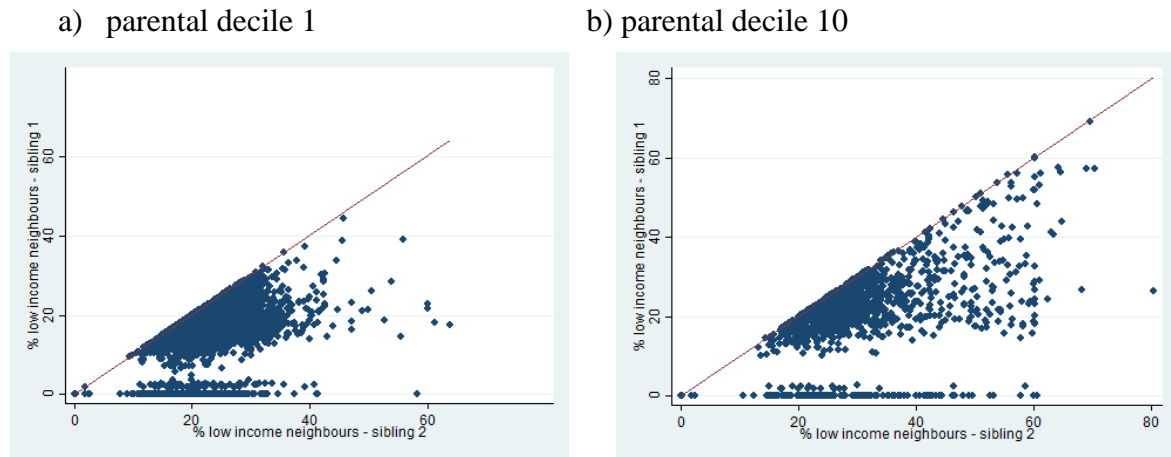 a) parental decile 1
% low income neighbours - sibling 1
60
40
20
0
0 20 40 60
% low income neighbours - sibling 2
b) parental decile 10
% low income neighbours - sibling 1
80
60
40
20
0
0 20 40 60 80
% low income neighbours - sibling 2